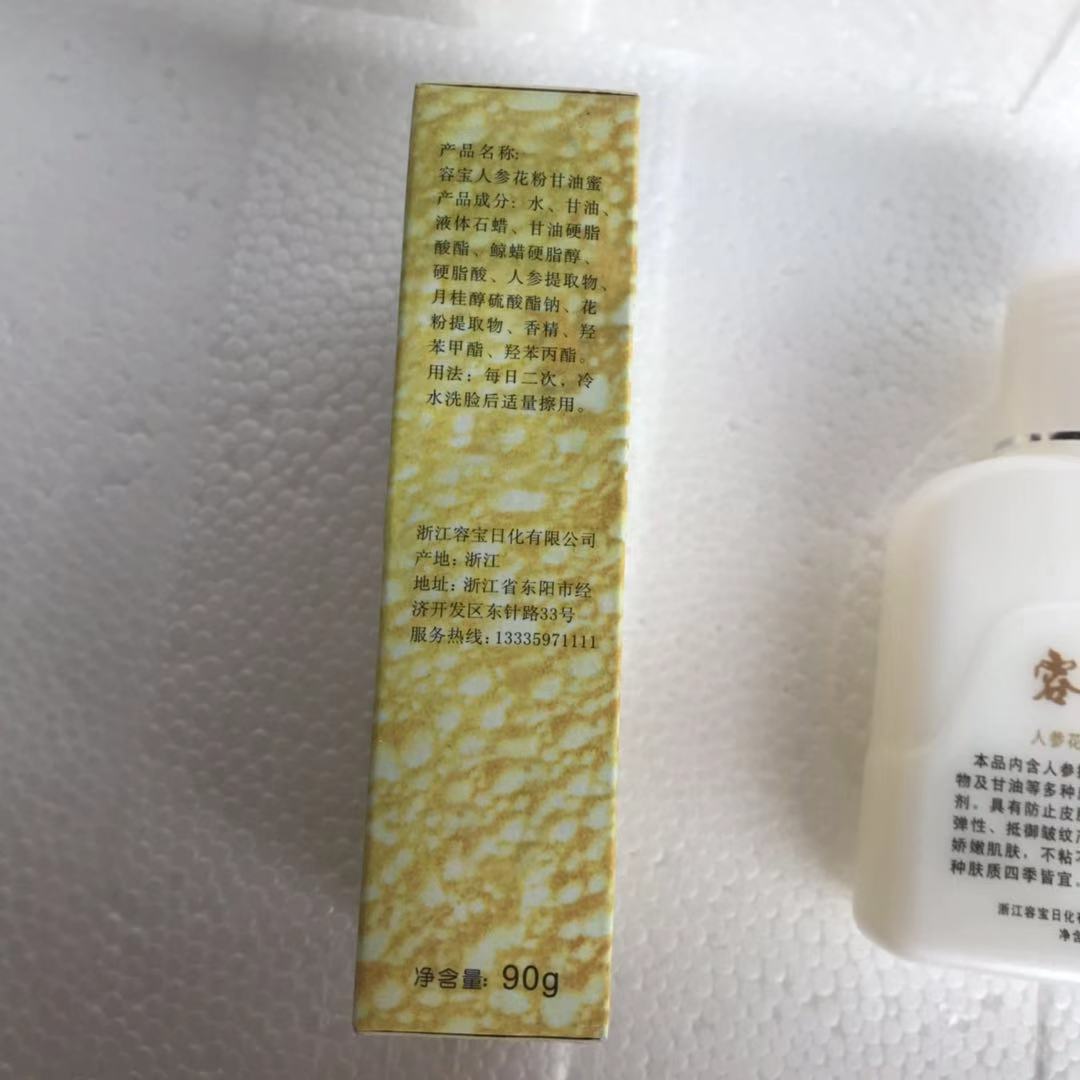 产品名称:
容宝人参花粉甘油蜜
产品成分：水、甘油、
液体石蜡、甘油硬脂
酸酯、鲸蜡硬脂醇、
硬脂酸、人参提取物、
月桂醇硫酸酯钠、花
粉提取物、香精、羟
苯甲酯、羟苯丙酯。
用法：每日二次，冷
水洗脸后适量擦用。
浙江容宝日化有限公司
产地：浙江
地址：浙江省东阳市经
济开发区东针路33号
服务热线：13335971111
净含量：90g
容
人参花
本品内含人参
物及甘油等多种
剂。具有防止皮
弹性、抵御皱纹
娇嫩肌肤，不粘
种肤质四季皆宜
浙江容宝日化
净含